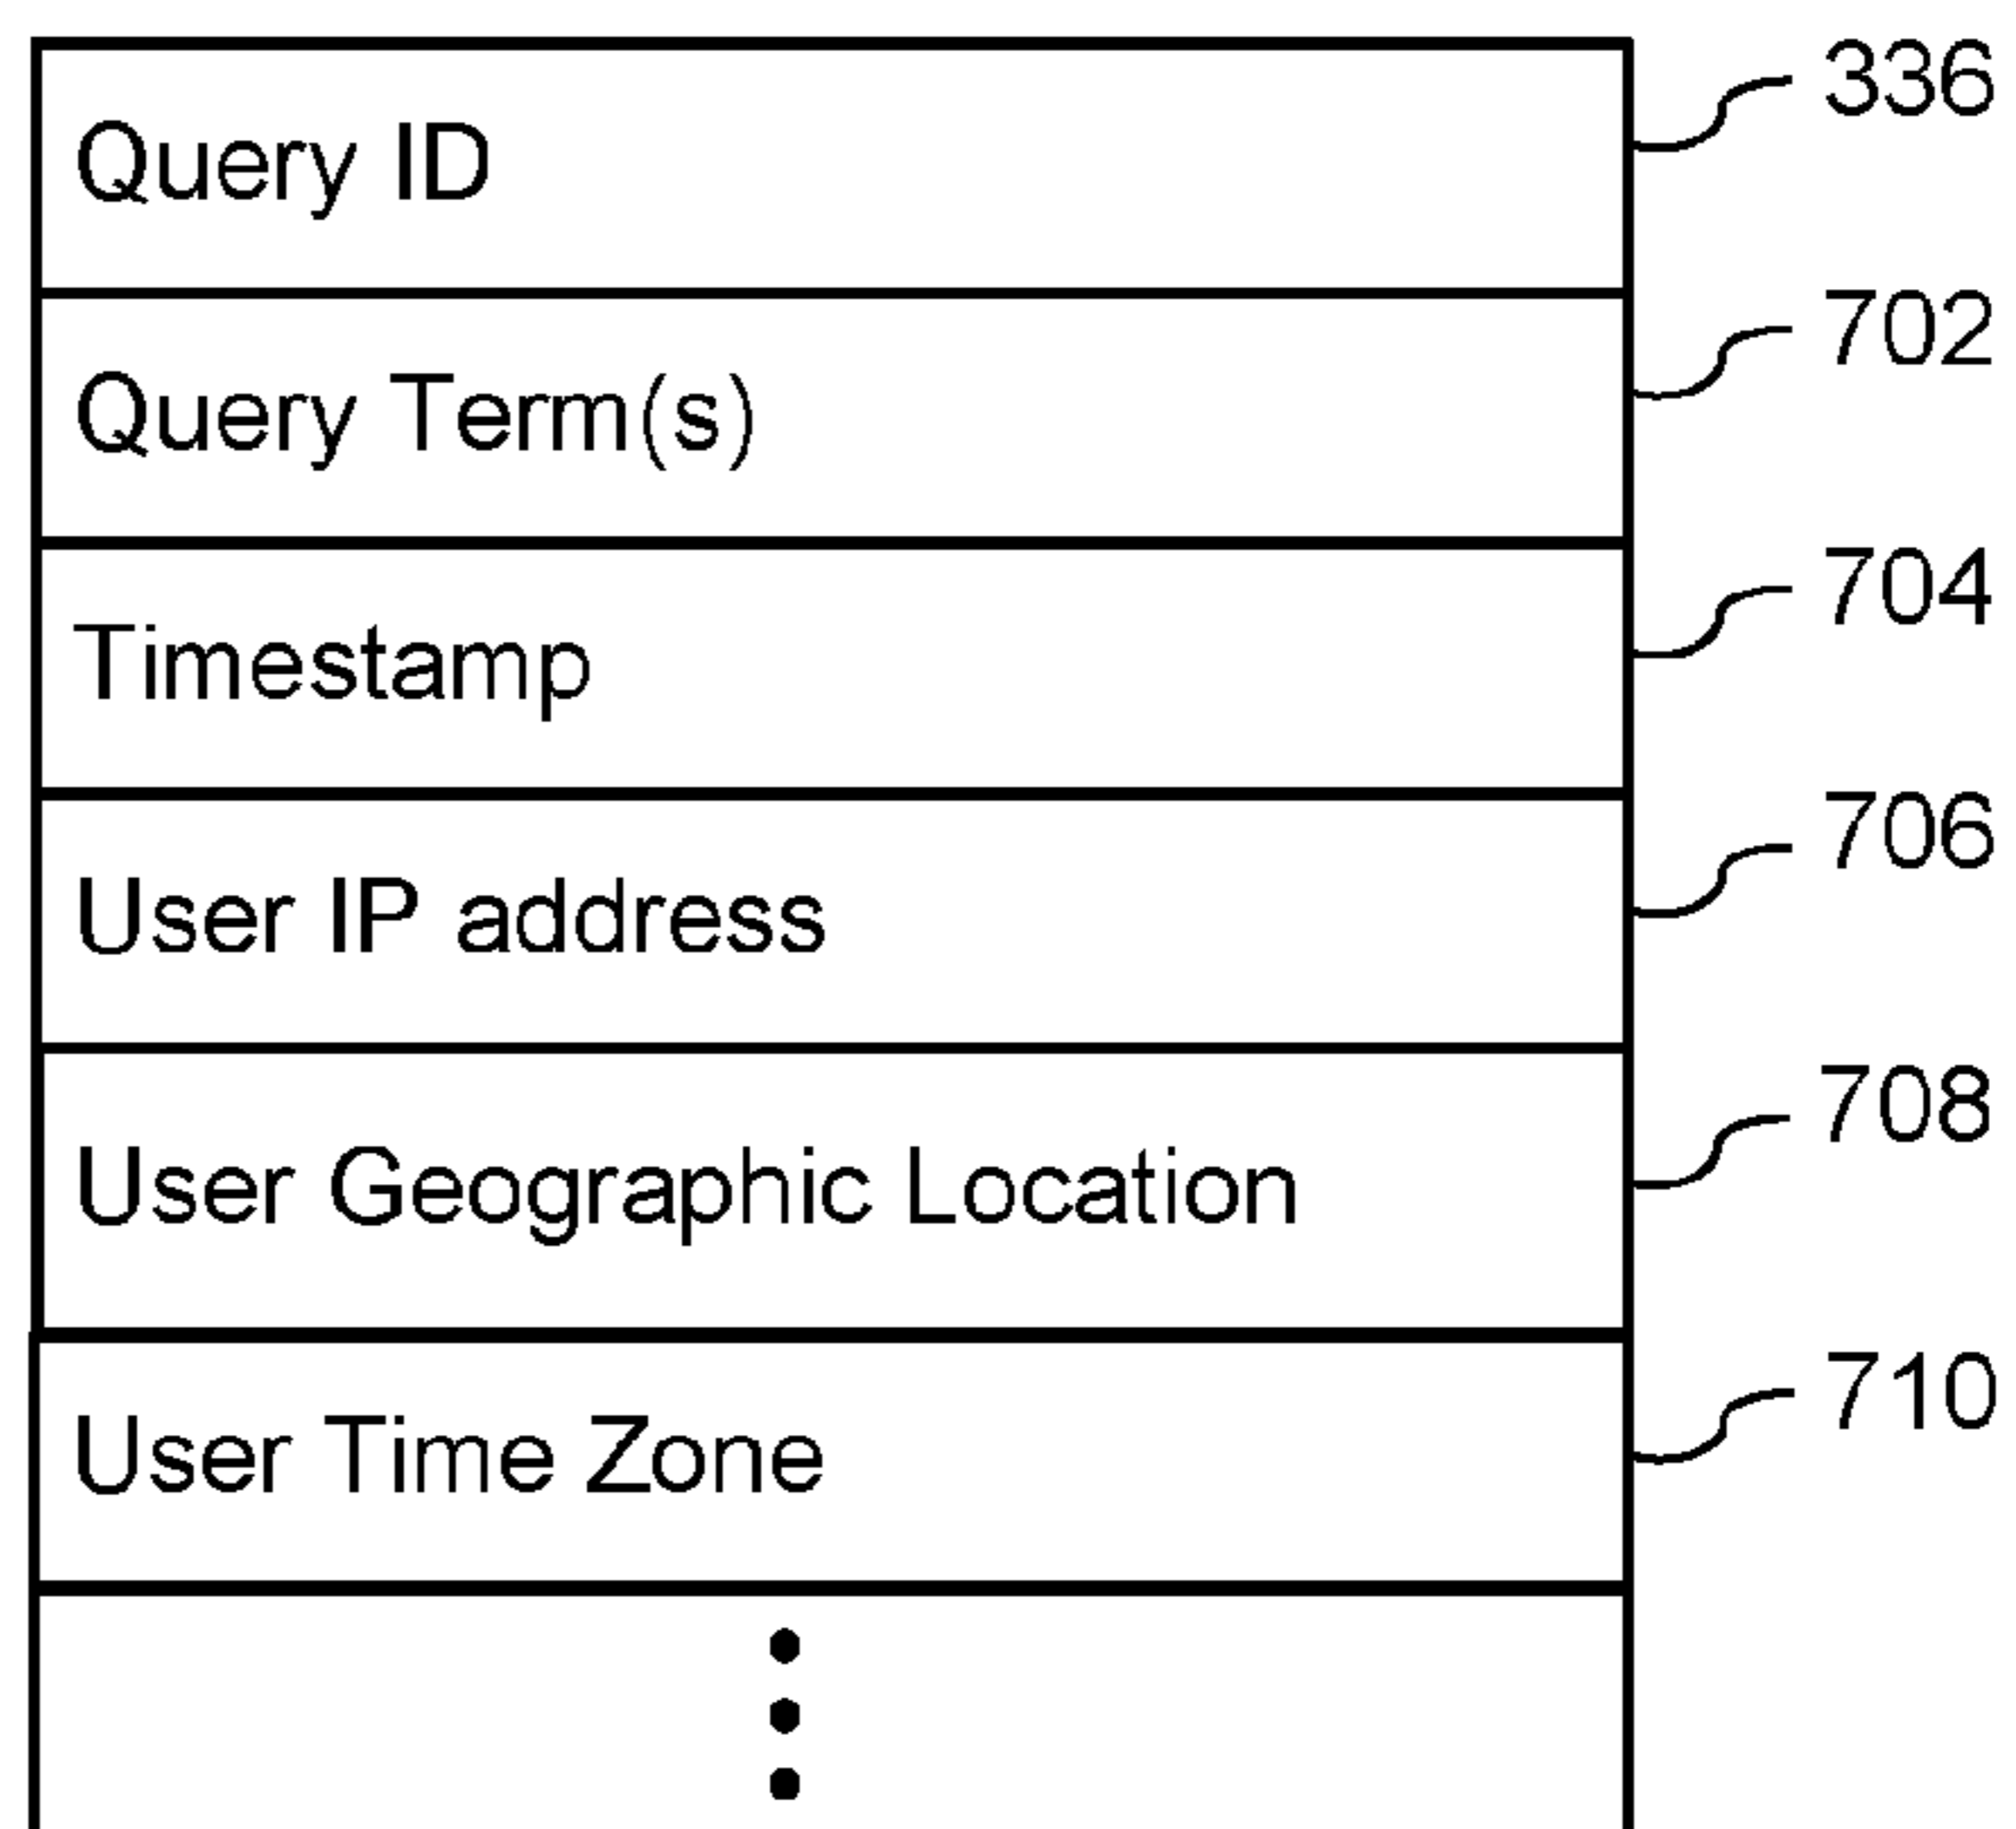 Query ID 336
Query Term(s) 702
Timestamp 704
User IP address 706
User Geographic Location 708
User Time Zone 710